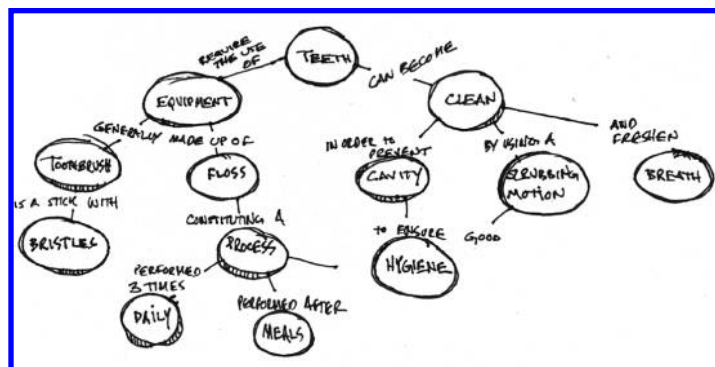 TEETH
REQUIRE
THE USE
OF
CAN BECOME
EQUIPMENT
CLEAN
GENERALLY
MADE UP OF
IN ORDER TO
PREVENT
BY USING A
AND
FRESHEN
TOOTHBRUSH
FLOSS
CAVITY
SCRUBBING
MOTION
BREATH
IS A STICK WITH
CONSTITUTING A
TO ENSURE
GOOD
BRISTLES
PROCESS
HYGIENE
PERFORMED
3 TIMES
PERFORMED AFTER
DAILY
MEALS